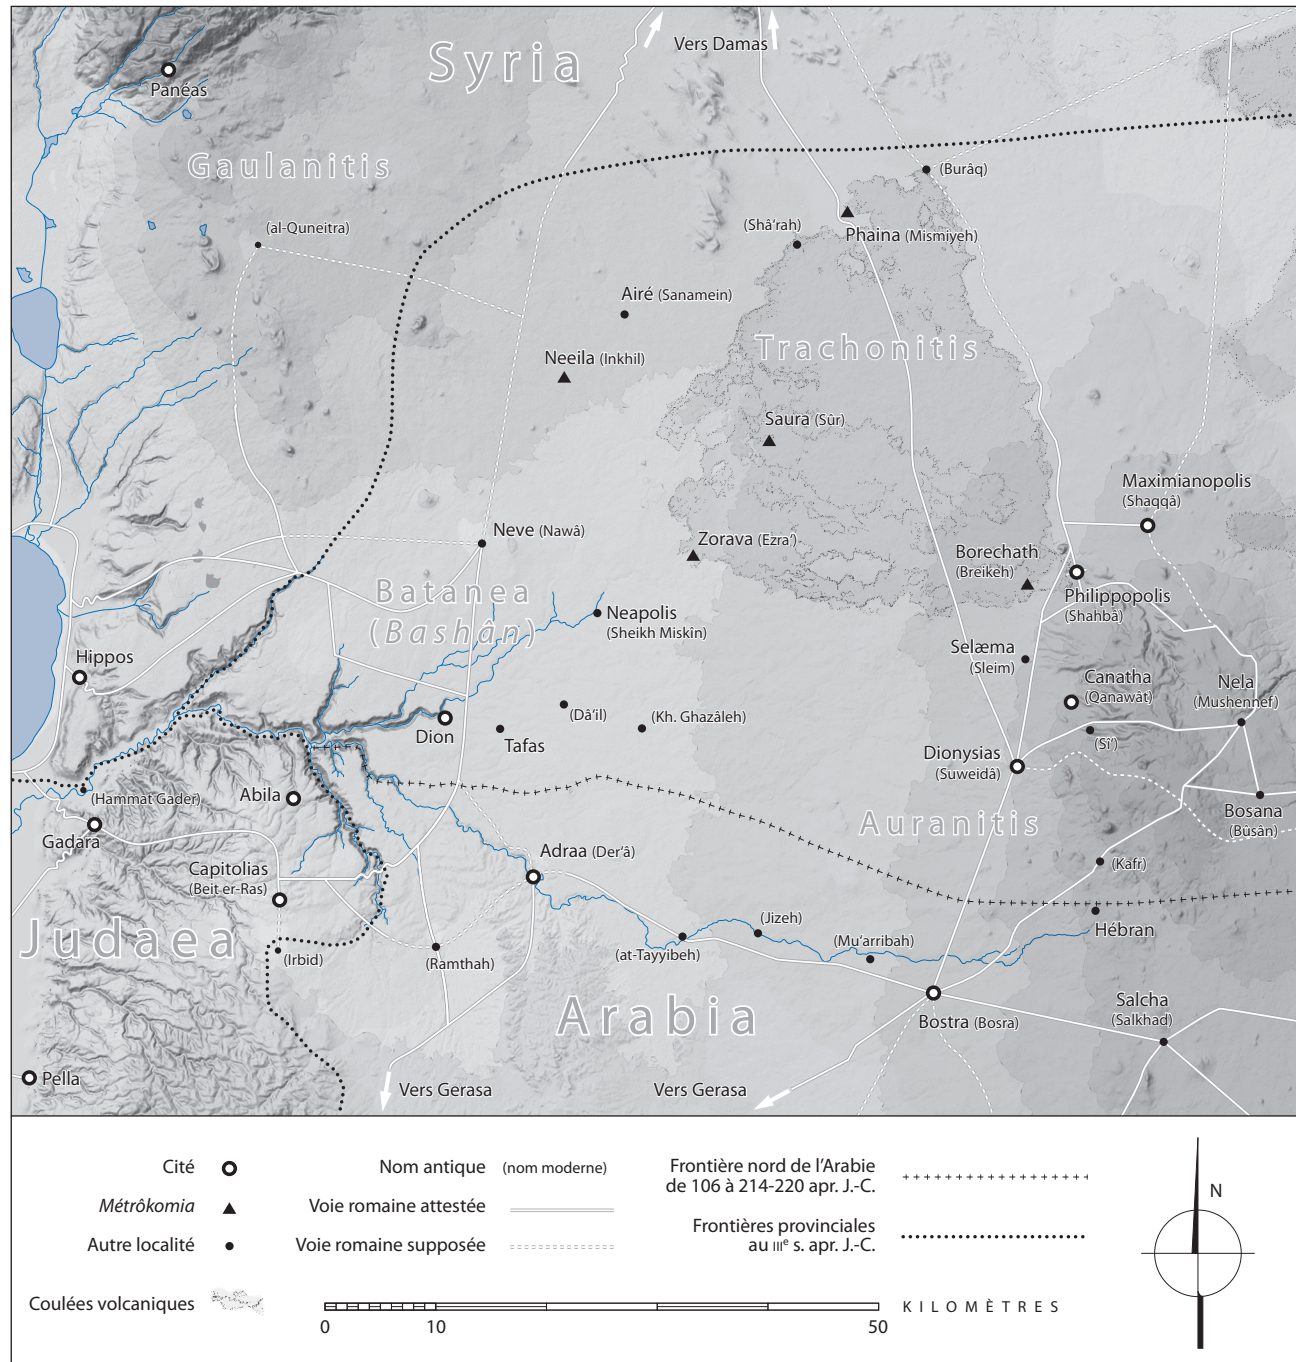 Syria
Vers Damas
Panéas
Gaulanitis
(Burâq)
(al-Quneitra)
(Shâ‘rah)
Phaina (Mismiyeh)
Airé (Sanamein)
Trachonitis
Neeila (Inkhil)
Saura (Sûr)
Maximianopolis
(Shaqqâ)
Neve (Nawâ)
Zorava (Ezra‘)
Borechath
(Breikeh)
Batanea
(Bashân)
Philippopolis
(Shahbâ)
Neapolis
(Sheikh Miskin)
Selæma
(Sleim)
Hippos
Canatha
(Qanawât)
Nela
(Mushennef)
(Dâ‘il)
(Kh. Ghazâleh)
Dion
Tafas
(Sî‘)
Dionysias
(Suweidâ)
(Hammat Gader)
Abila
Bosana
(Bûsân)
Gadara
Auranitis
Adraa (Der‘â)
(Kafr)
Capitolias
(Beit er-Ras)
(Jizeh)
Hébran
Judaea
(Mu‘arribah)
(Irbid)
(Ramthah)
(at-Tayyibeh)
Arabia
Salcha
(Salkhad)
Bostra (Bosra)
Pella
Vers Gerasa
Vers Gerasa
Cité
Nom antique (nom moderne)
Frontière nord de l’Arabie
de 106 à 214-220 apr. J.-C.
Métrôkomia
Voie romaine attestée
N
Autre localité
Voie romaine supposée
Frontières provinciales
au IIIe s. apr. J.-C.
Coulées volcaniques
KILOMÈTRES
0 10 50